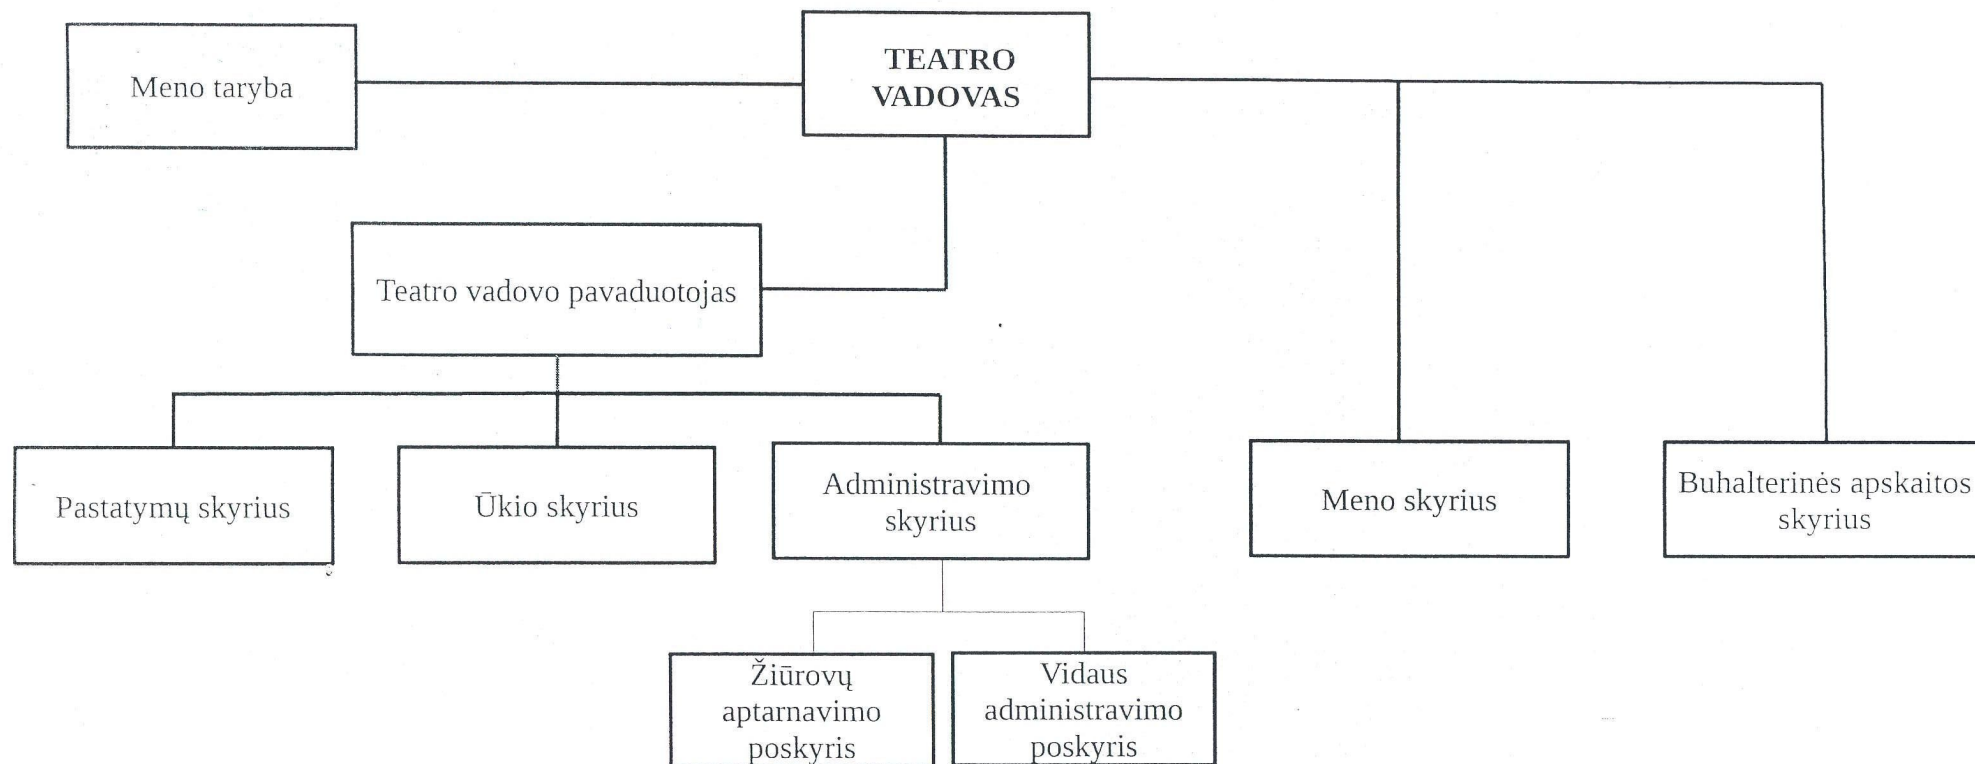 Meno taryba
TEATRO
VADOVAS
Teatro vadovo pavaduotojas
Pastatymų skyrius
Ūkio skyrius
Administravimo
skyrius
Meno skyrius
Buhalterinės apskaitos
skyrius
Žiūrovų
aptarnavimo
poskyris
Vidaus
administravimo
poskyris